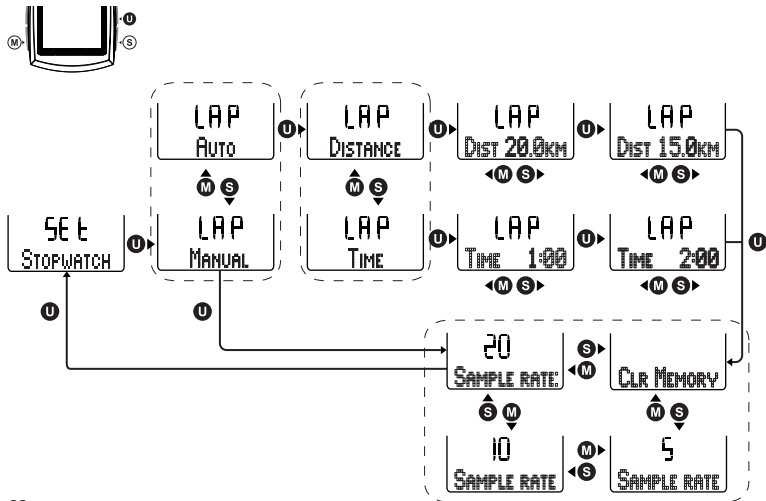 U
M
S
LAP
AUTO
M S
LAP
MANUAL
U
LAP
DISTANCE
M S
LAP
TIME
U
LAP
DIST 20.0KM
M S
U
LAP
DIST 15.0KM
M S
SET
STOPWATCH
U
U
LAP
TIME 1:00
M S
U
LAP
TIME 2:00
M S
U
U
U
20
SAMPLE RATE:
S
M
CLR MEMORY
S M
M S
10
SAMPLE RATE
M
S
5
SAMPLE RATE